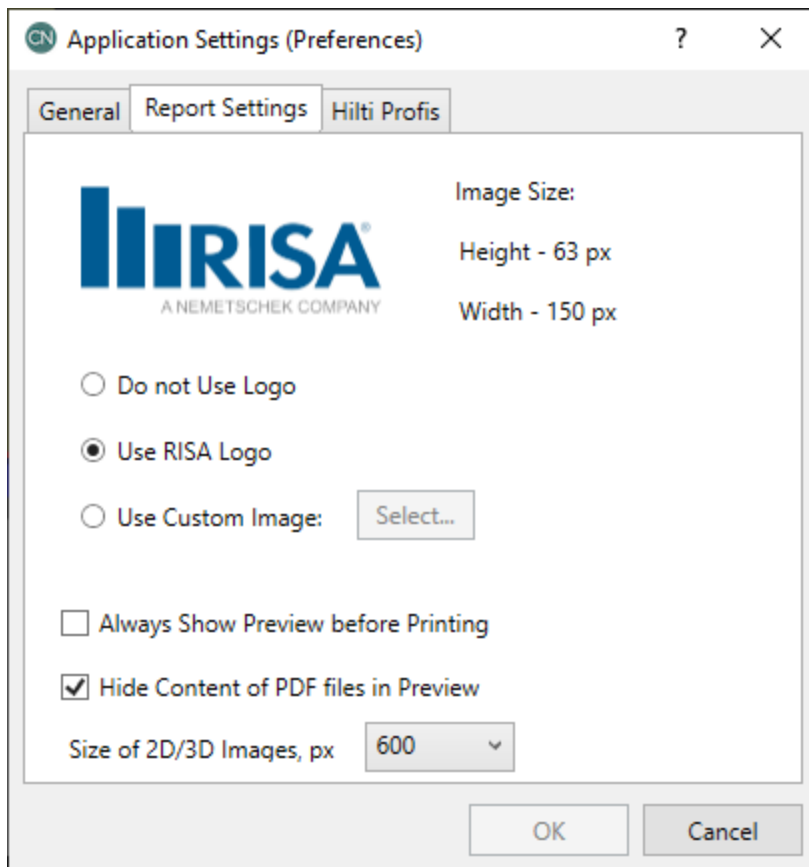 CN Application Settings (Preferences) ? X
General Report Settings Hilti Profis
RISA®
A NEMETSCHEK COMPANY
Image Size:
Height - 63 px
Width - 150 px
Do not Use Logo
Use RISA Logo
Use Custom Image: Select...
Always Show Preview before Printing
Hide Content of PDF files in Preview
Size of 2D/3D Images, px 600
OK Cancel